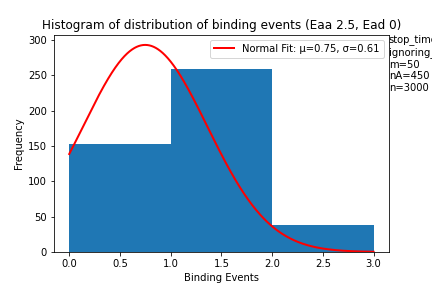 Histogram of distribution of binding events (Eaa 2.5, Ead 0)
Normal Fit: μ=0.75, σ=0.61
ignoring_
m=50
nA=450
n=3000
Frequency
300
250
200
150
100
50
0
0.0 0.5 1.0 1.5 2.0 2.5 3.0
Binding Events